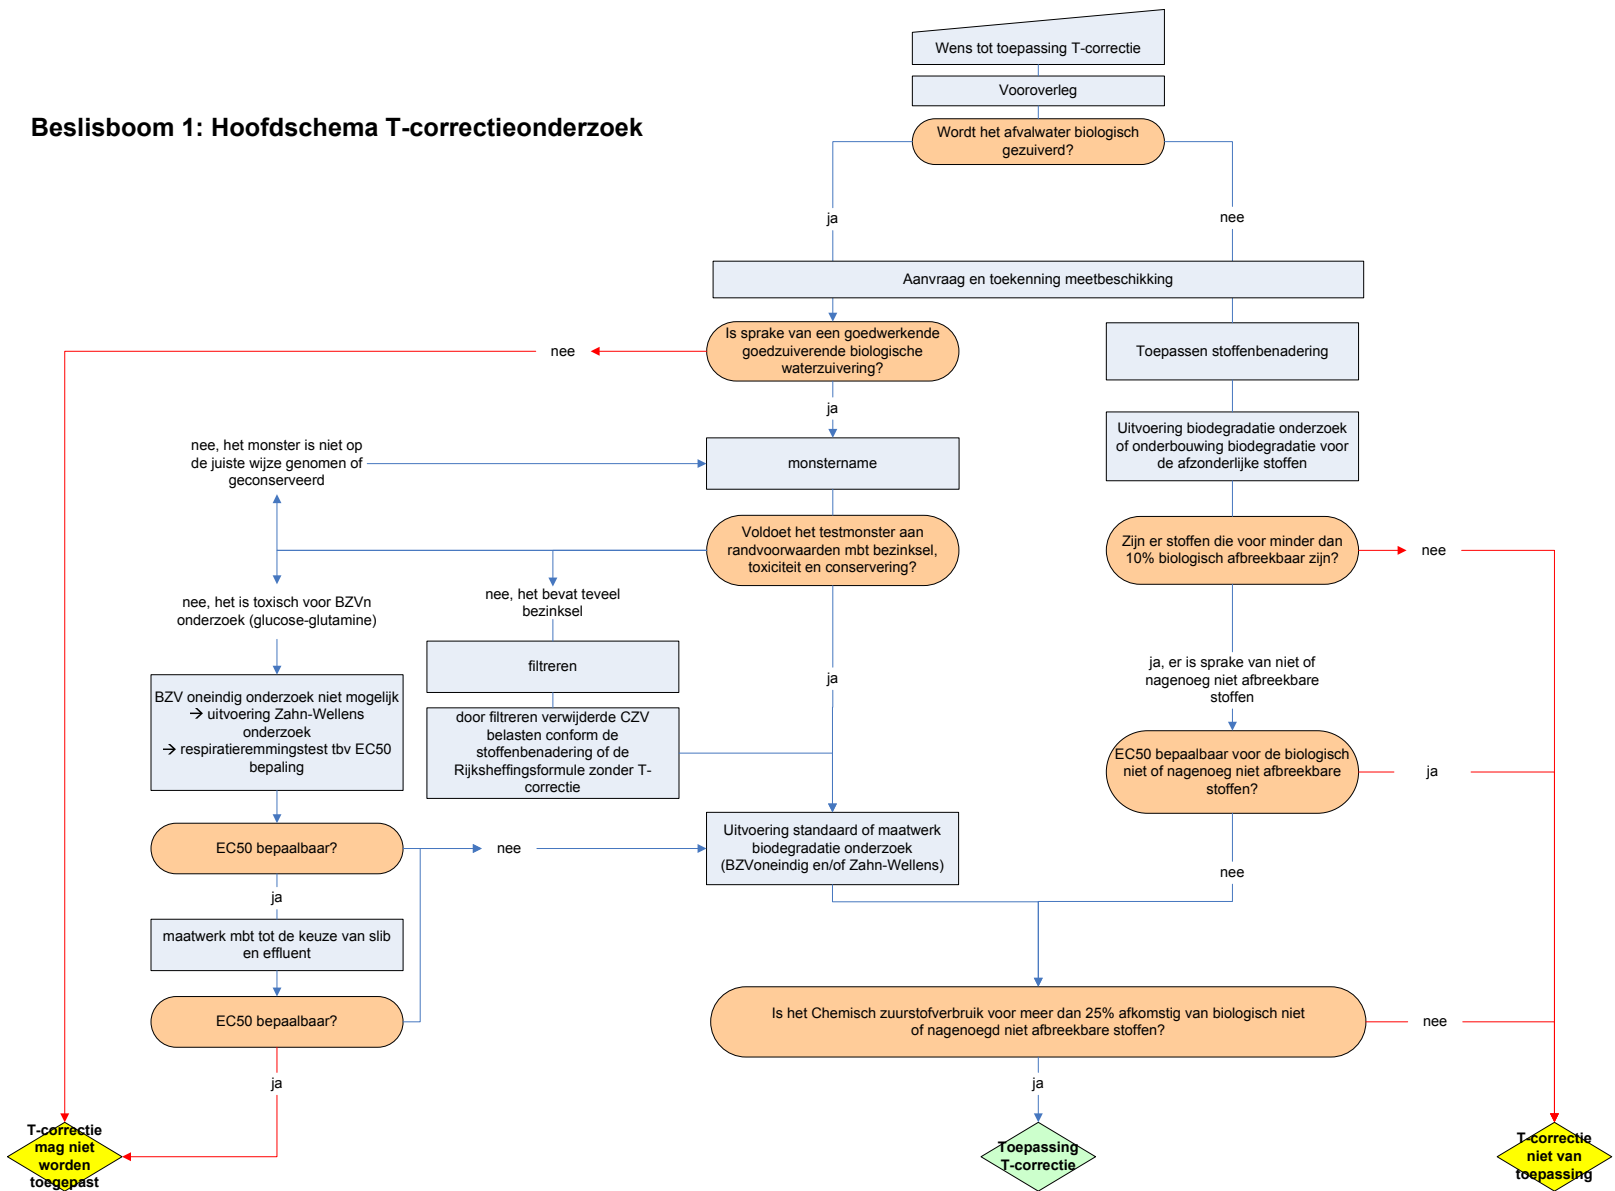 Wens tot toepassing T-correctie
Vooroverleg
Beslisboom 1: Hoofdschema T-correctieonderzoek
Wordt het afvalwater biologisch
gezuiverd?
ja
nee
Aanvraag en toekenning meetbeschikking
Is sprake van een goedwerkende
goedzuiverende biologische
waterzuivering?
nee
Toepassen stoffenbenadering
ja
nee, het monster is niet op
de juiste wijze genomen of
geconserveerd
monstername
Uitvoering biodegradatie onderzoek
of onderbouwing biodegradatie voor
de afzonderlijke stoffen
Voldoet het testmonster aan
randvoorwaarden mbt bezinksel,
toxiciteit en conservering?
Zijn er stoffen die voor minder dan
10% biologisch afbreekbaar zijn?
nee
nee, het is toxisch voor BZVn
onderzoek (glucose-glutamine)
nee, het bevat teveel
bezinksel
filtreren
ja
ja, er is sprake van niet of
nagenoeg niet afbreekbare
stoffen
BZV oneindig onderzoek niet mogelijk
→ uitvoering Zahn-Wellens
onderzoek
→ respiratieremmingstest tbv EC50
bepaling
door filtreren verwijderde CZV
belasten conform de
stoffenbenadering of de
Rijksheffingsformule zonder T-
correctie
EC50 bepaalbaar voor de biologisch
niet of nagenoeg niet afbreekbare
stoffen?
ja
EC50 bepaalbaar?
nee
Uitvoering standaard of maatwerk
biodegradatie onderzoek
(BZVoneindig en/of Zahn-Wellens)
nee
ja
maatwerk mbt tot de keuze van slib
en effluent
EC50 bepaalbaar?
Is het Chemisch zuurstofverbruik voor meer dan 25% afkomstig van biologisch niet
of nagenoegd niet afbreekbare stoffen?
nee
ja
ja
T-correctie
mag niet
worden
toegepast
Toepassing
T-correctie
T-correctie
niet van
toepassing